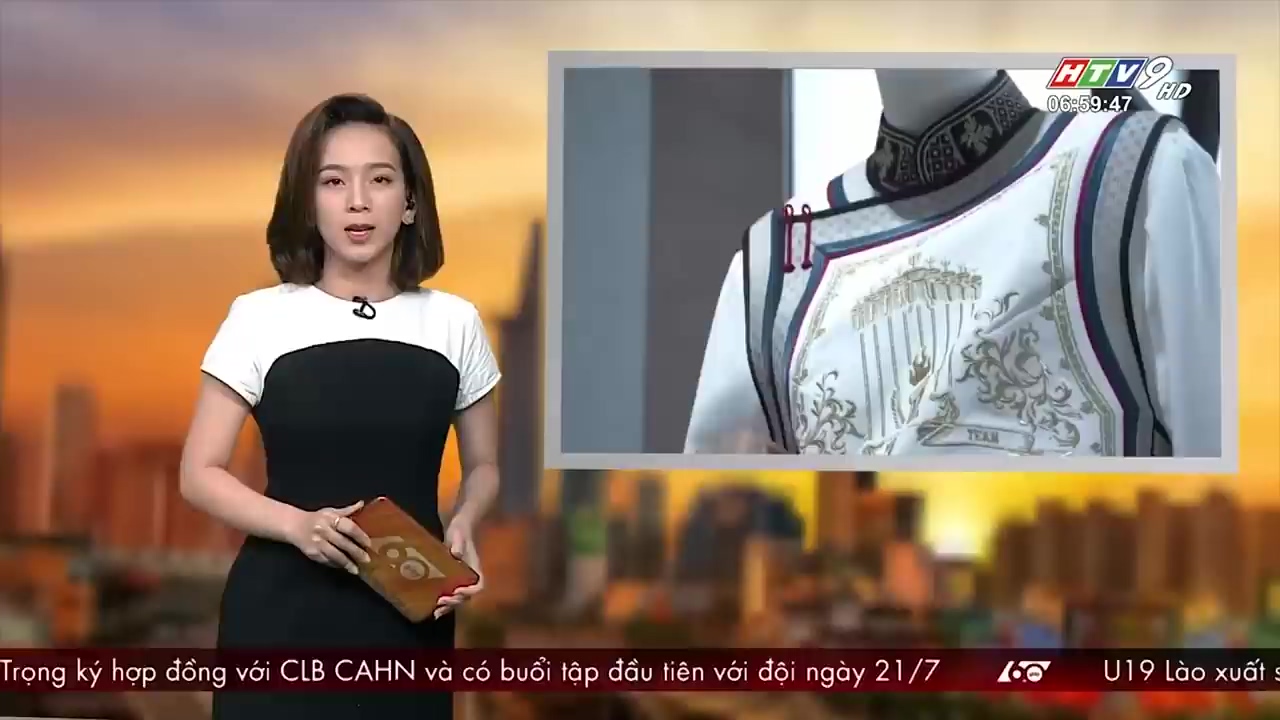 HTV9 HD
06:59:47
TEAM
Trọng ký hợp đồng với CLB CAHN và có buổi tập đầu tiên với đội ngày 21/7
60
U19 Lào xuất